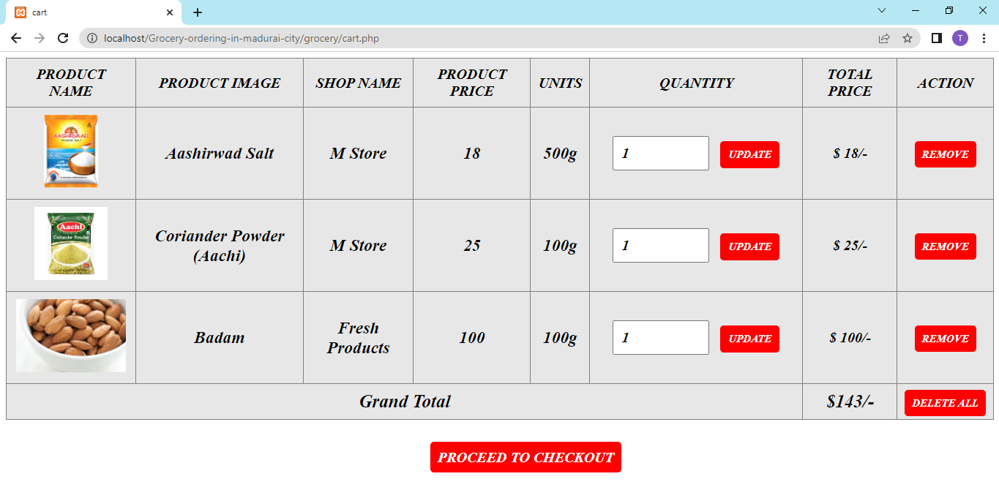 cart
localhost/Grocery-ordering-in-madurai-city/grocery/cart.php
T
PRODUCT NAME
PRODUCT IMAGE
SHOP NAME
PRODUCT PRICE
UNITS
QUANTITY
TOTAL PRICE
ACTION
AASHIRVAAD
Aashirwad Salt
M Store
18
500g
1
UPDATE
$ 18/-
REMOVE
Aachi
Coriander Powder
Coriander Powder
(Aachi)
M Store
25
100g
1
UPDATE
$ 25/-
REMOVE
Badam
Fresh
Products
100
100g
1
UPDATE
$ 100/-
REMOVE
Grand Total
$143/-
DELETE ALL
PROCEED TO CHECKOUT